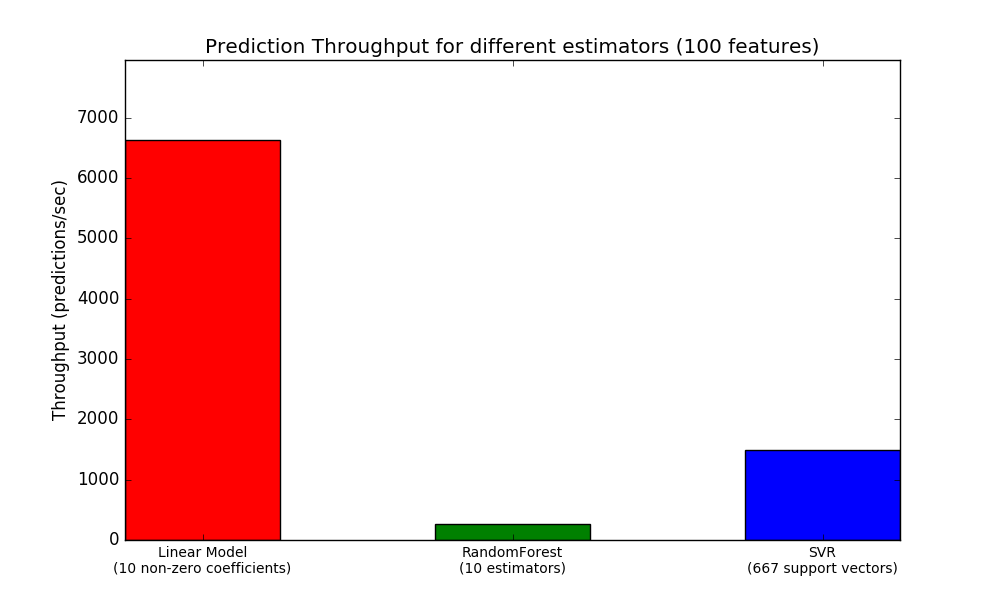 Prediction Throughput for different estimators (100 features)
Throughput (predictions/sec)
7000
6000
5000
4000
3000
2000
1000
0
Linear Model
(10 non-zero coefficients)
RandomForest
(10 estimators)
SVR
(667 support vectors)